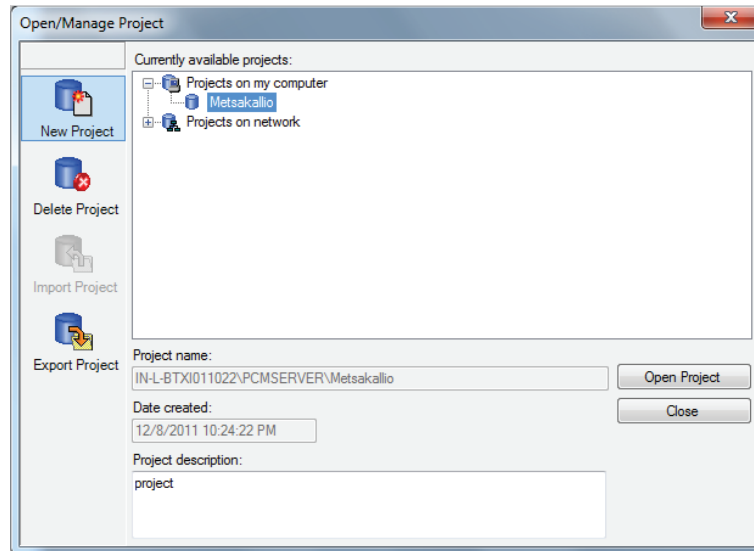 Open/Manage Project
Currently available projects:
Projects on my computer
Metsakallio
Projects on network
New Project
Delete Project
Import Project
Export Project
Project name:
IN-L-BTXI011022\PCMSERVER\Metsakallio
Open Project
Date created:
Close
12/8/2011 10:24:22 PM
Project description:
project